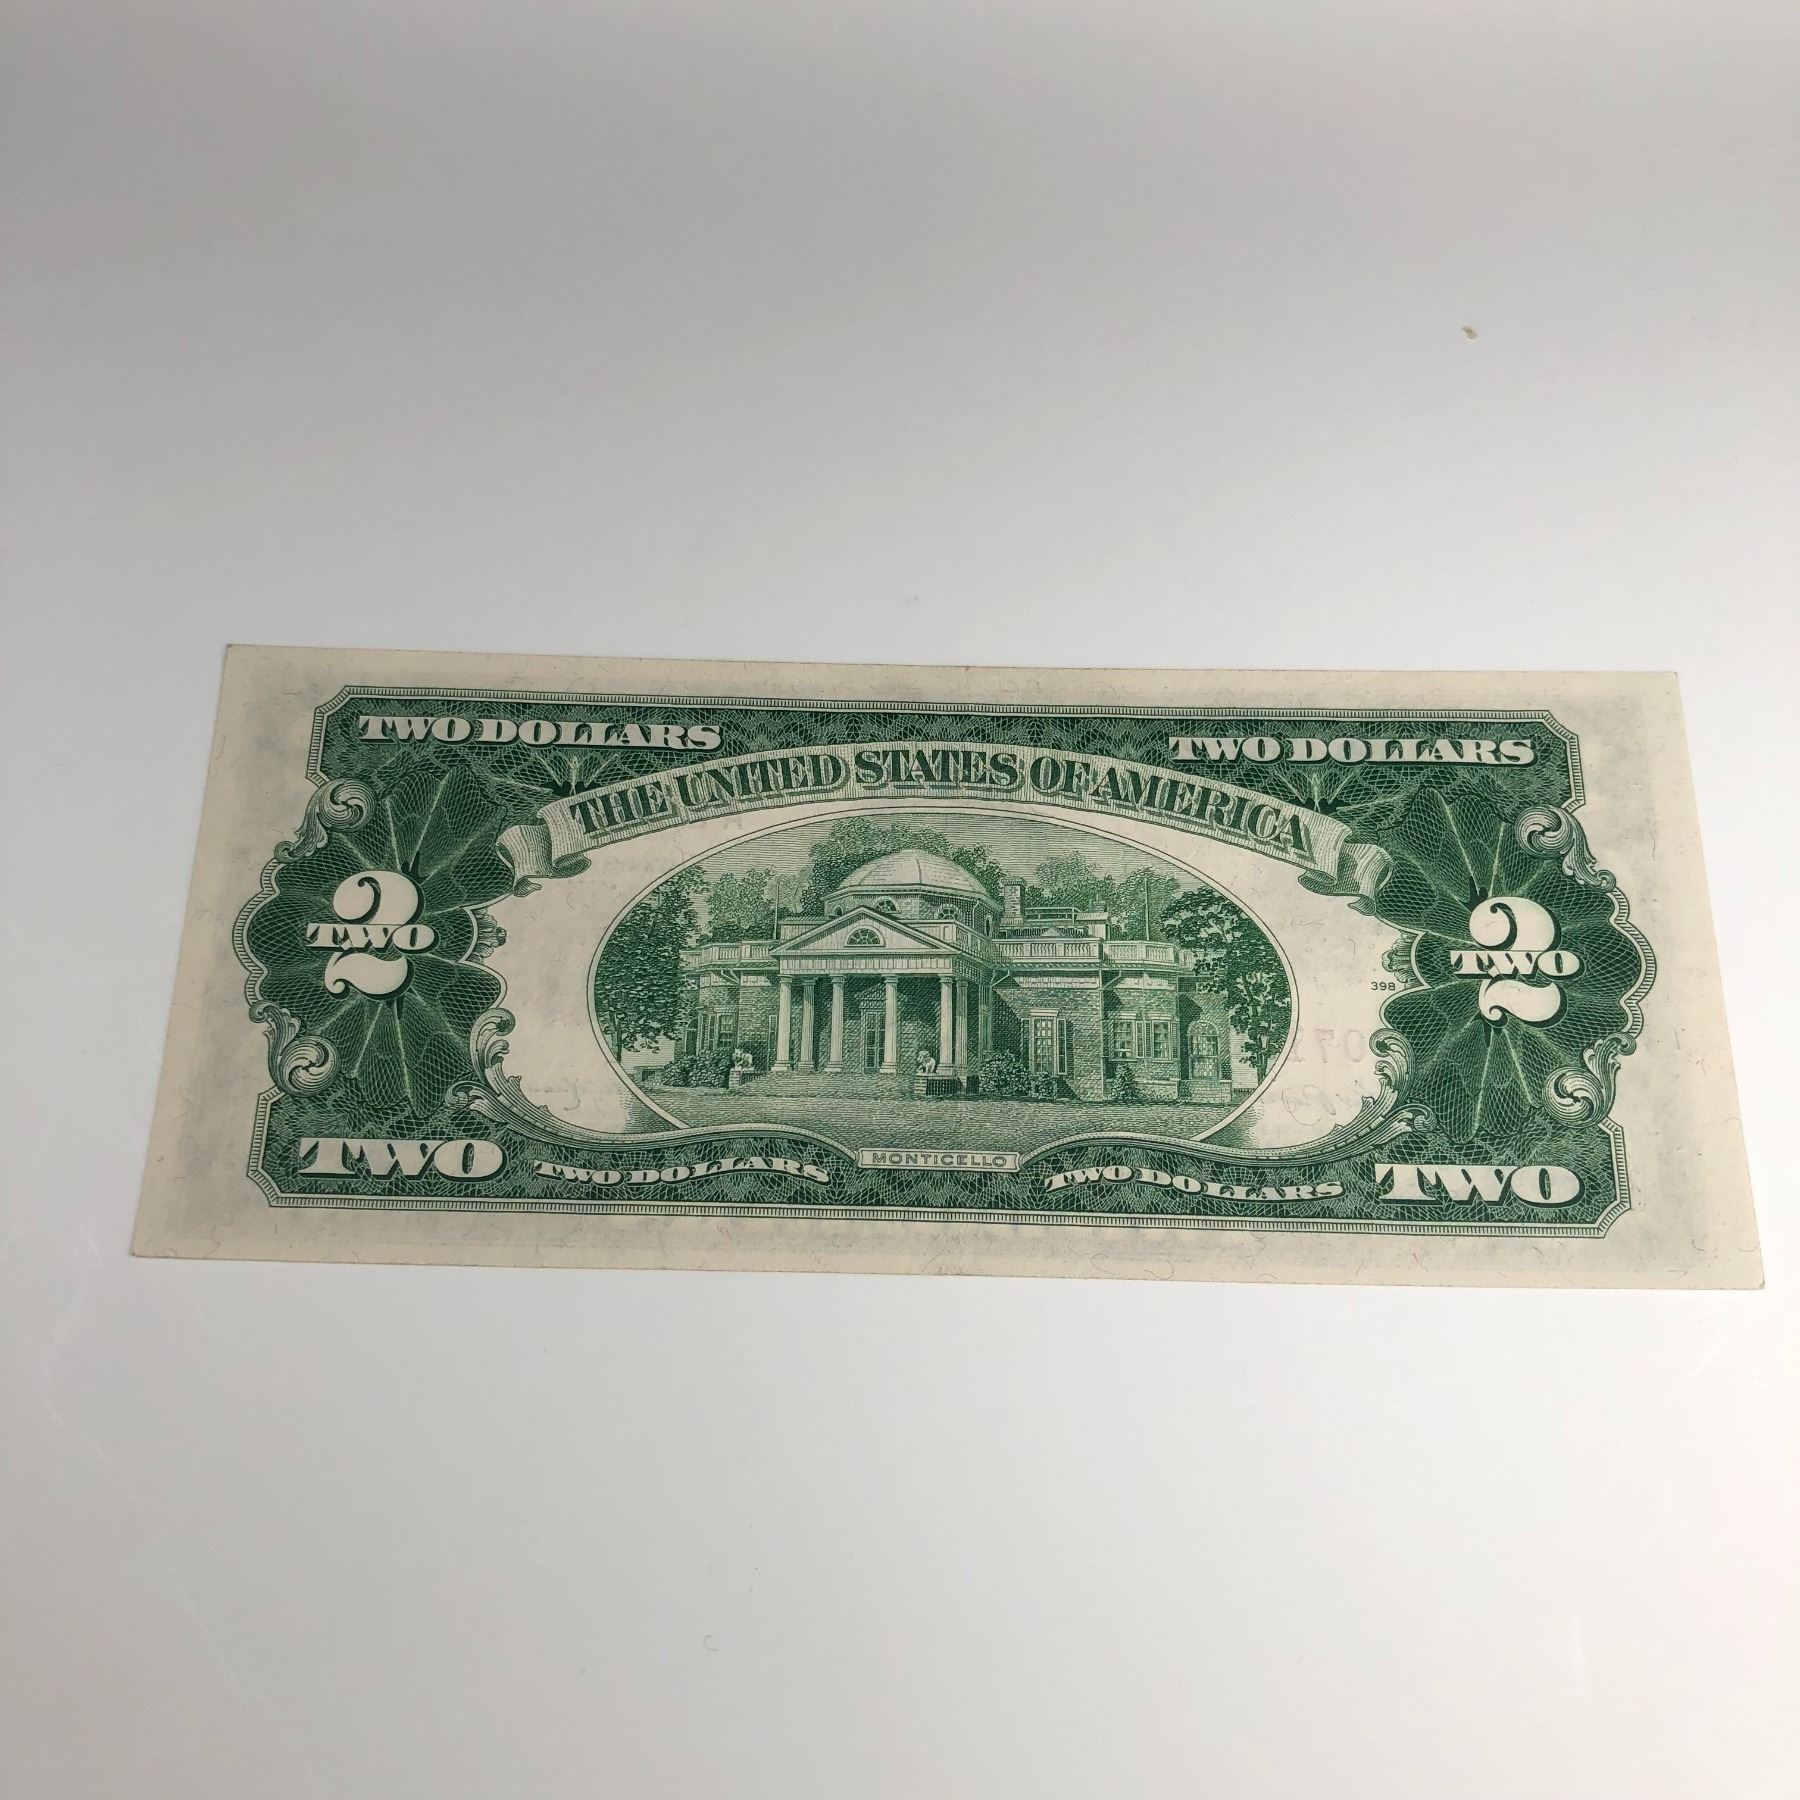 TWO DOLLARS TWO DOLLARS
THE UNITED STATES OF AMERICA
2 TWO
2 TWO
398
MONTICELLO
TWO TWO DOLLARS TWO DOLLARS TWO